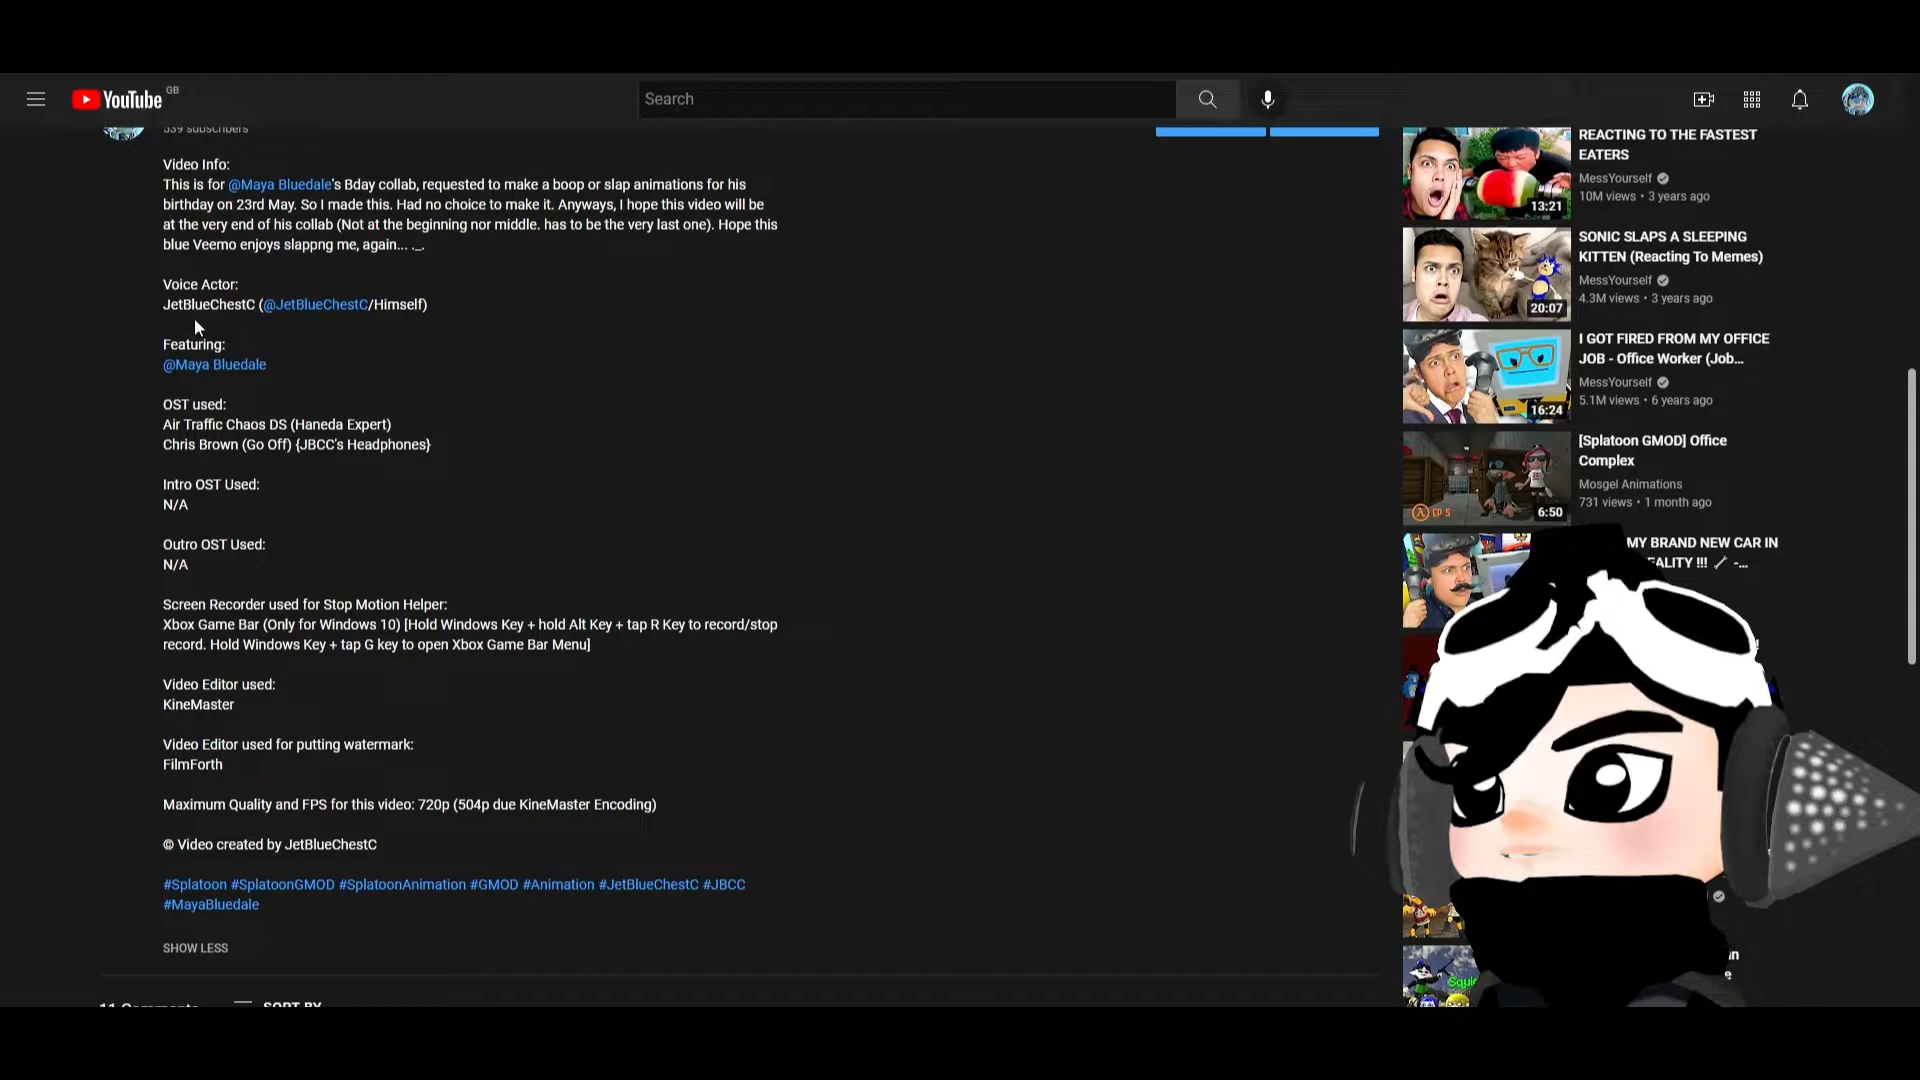 YouTube GB
Search
539 subscribers
Video Info:
This is for @Maya Bluedale's Bday collab, requested to make a boop or slap animations for his
birthday on 23rd May. So I made this. Had no choice to make it. Anyways, I hope this video will be
at the very end of his collab (Not at the beginning nor middle. has to be the very last one). Hope this
blue Veemo enjoys slappng me, again... ._.
Voice Actor:
JetBlueChestC (@JetBlueChestC/Himself)
Featuring:
@Maya Bluedale
OST used:
Air Traffic Chaos DS (Haneda Expert)
Chris Brown (Go Off) {JBCC's Headphones}
Intro OST Used:
N/A
Outro OST Used:
N/A
Screen Recorder used for Stop Motion Helper:
Xbox Game Bar (Only for Windows 10) [Hold Windows Key + hold Alt Key + tap R Key to record/stop
record. Hold Windows Key + tap G key to open Xbox Game Bar Menu]
Video Editor used:
KineMaster
Video Editor used for putting watermark:
FilmForth
Maximum Quality and FPS for this video: 720p (504p due KineMaster Encoding)
© Video created by JetBlueChestC
#Splatoon #SplatoonGMOD #SplatoonAnimation #GMOD #Animation #JetBlueChestC #JBCC
#MayaBluedale
SHOW LESS
11 Comments
SORT BY
REACTING TO THE FASTEST
EATERS
MessYourself
10M views • 3 years ago
13:21
SONIC SLAPS A SLEEPING
KITTEN (Reacting To Memes)
MessYourself
4.3M views • 3 years ago
20:07
I GOT FIRED FROM MY OFFICE
JOB - Office Worker (Job...
MessYourself
5.1M views • 6 years ago
16:24
[Splatoon GMOD] Office
Complex
Mosgel Animations
731 views • 1 month ago
EP 5
6:50
MY BRAND NEW CAR IN
ALITY !!! -...